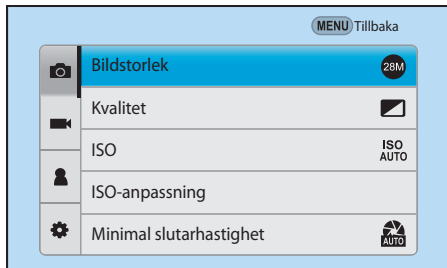 MENU Tillbaka
Bildstorlek 28M
Kvalitet
ISO ISO AUTO
ISO-anpassning
Minimal slutarhastighet AUTO